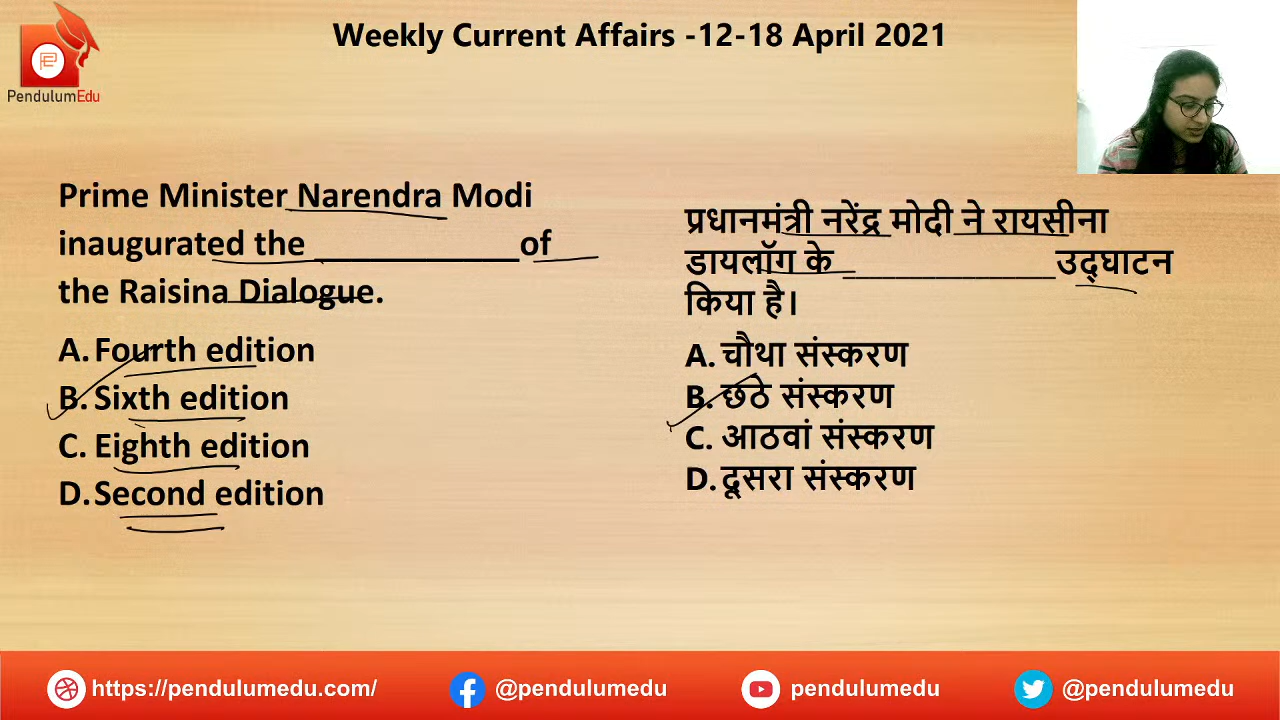 Weekly Current Affairs -12-18 April 2021
PendulumEdu
Prime Minister Narendra Modi
inaugurated the ____________of
the Raisina Dialogue.
A. Fourth edition
B. Sixth edition
C. Eighth edition
D. Second edition
प्रधानमंत्री नरेंद्र मोदी ने रायसीना
डायलॉग के ______________उद्घाटन
किया है।
A. चौथा संस्करण
B. छठे संस्करण
C. आठवां संस्करण
D. दूसरा संस्करण
https://pendulumedu.com/
@pendulumedu
pendulumedu
@pendulumedu